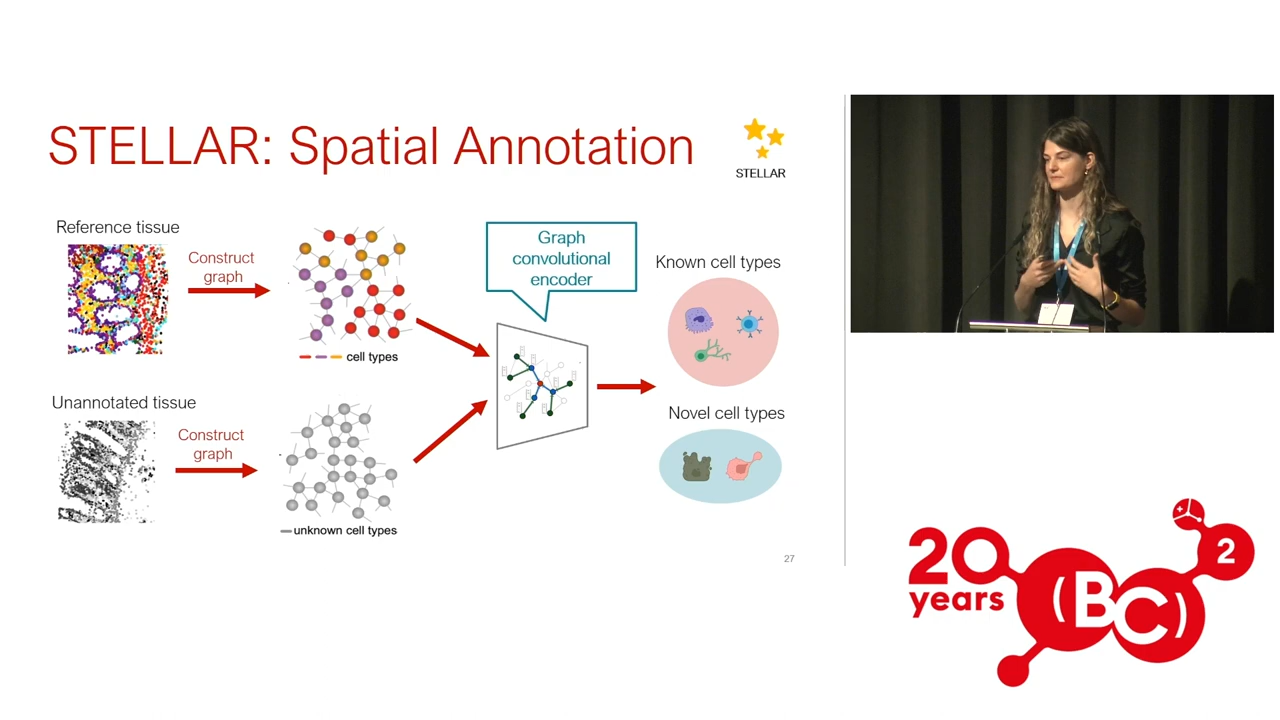 STELLAR: Spatial Annotation
STELLAR
Reference tissue
Construct
graph
cell types
Graph
convolutional
encoder
Known cell types
Unannotated tissue
Construct
graph
unknown cell types
Novel cell types
27
20
years
(BC)
2